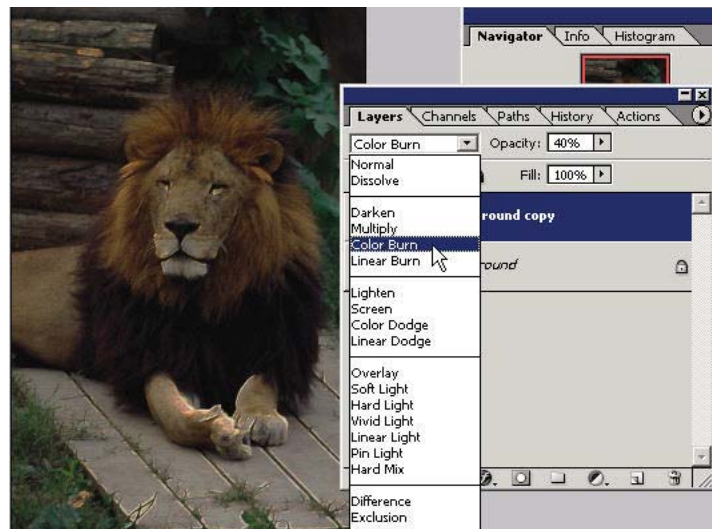 Navigator Info Histogram
Layers Channels Paths History Actions
Color Burn Opacity: 40%
Normal
Dissolve
Fill: 100%
Darken
Multiply
Color Burn
Linear Burn
round copy
round
Lighten
Screen
Color Dodge
Linear Dodge
Overlay
Soft Light
Hard Light
Vivid Light
Linear Light
Pin Light
Hard Mix
Difference
Exclusion